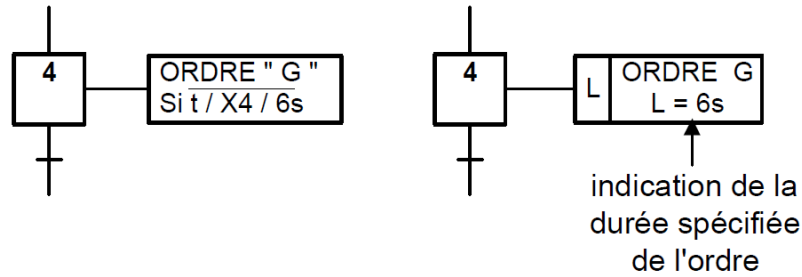 4
ORDRE " G "
Si t / X4 / 6s
4
L
ORDRE G
L = 6s
indication de la
durée spécifiée
de l'ordre